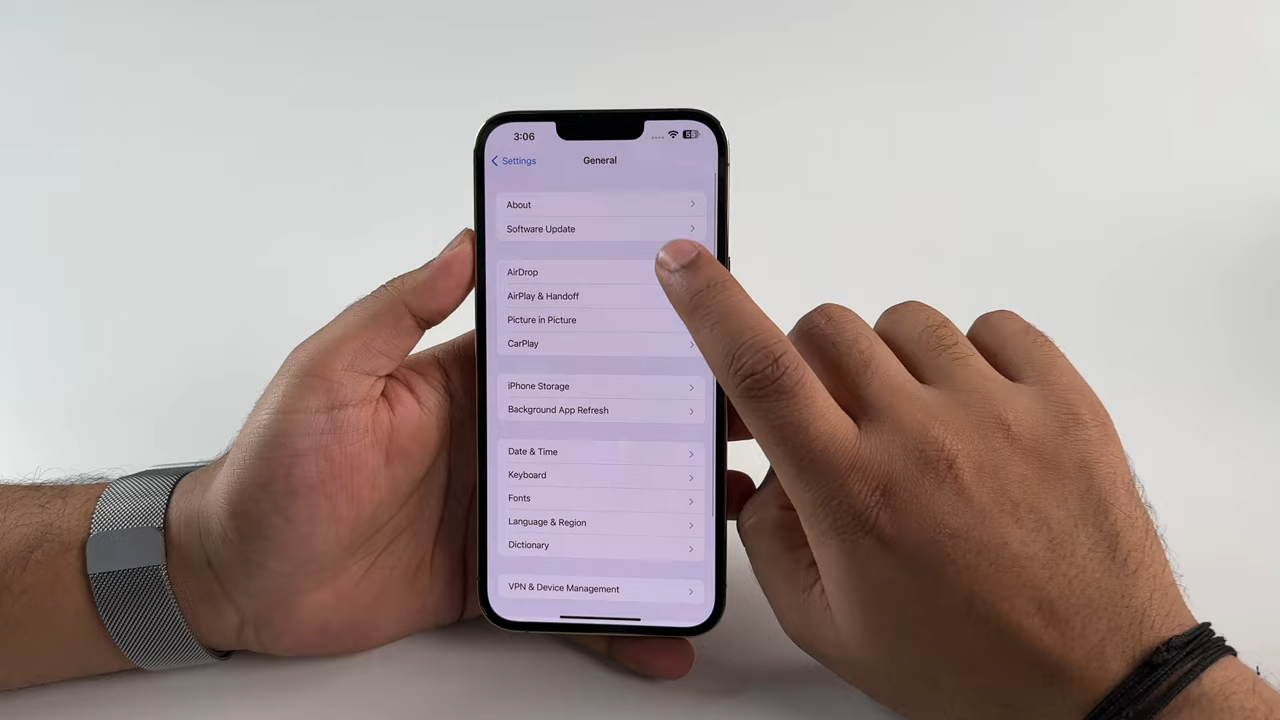 3:06
Settings
General
About
Software Update
AirDrop
AirPlay & Handoff
Picture in Picture
CarPlay
iPhone Storage
Background App Refresh
Date & Time
Keyboard
Fonts
Language & Region
Dictionary
VPN & Device Management